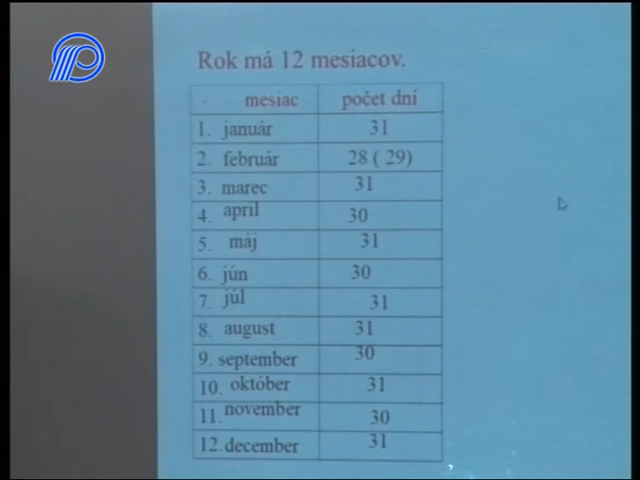 Rok má 12 mesiacov.
mesiac počet dní
1. január 31
2. február 28 ( 29)
3. marec 31
4. apríl 30
5. máj 31
6. jún 30
7. júl 31
8. august 31
9. september 30
10. október 31
11. november 30
12. december 31